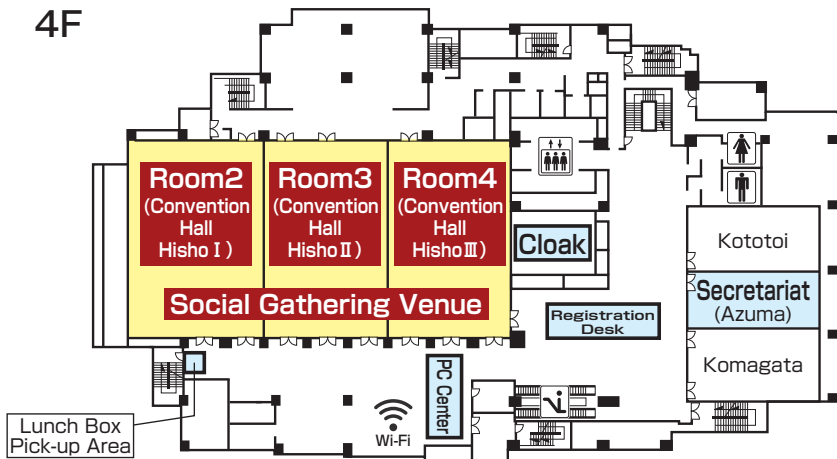 4F
Room2
(Convention
Hall
Hisho Ⅰ)
Room3
(Convention
Hall
Hisho Ⅱ)
Room4
(Convention
Hall
Hisho Ⅲ)
Social Gathering Venue
Cloak
Registration
Desk
Kototoi
Secretariat
(Azuma)
Komagata
PC Center
Wi-Fi
Lunch Box
Pick-up Area